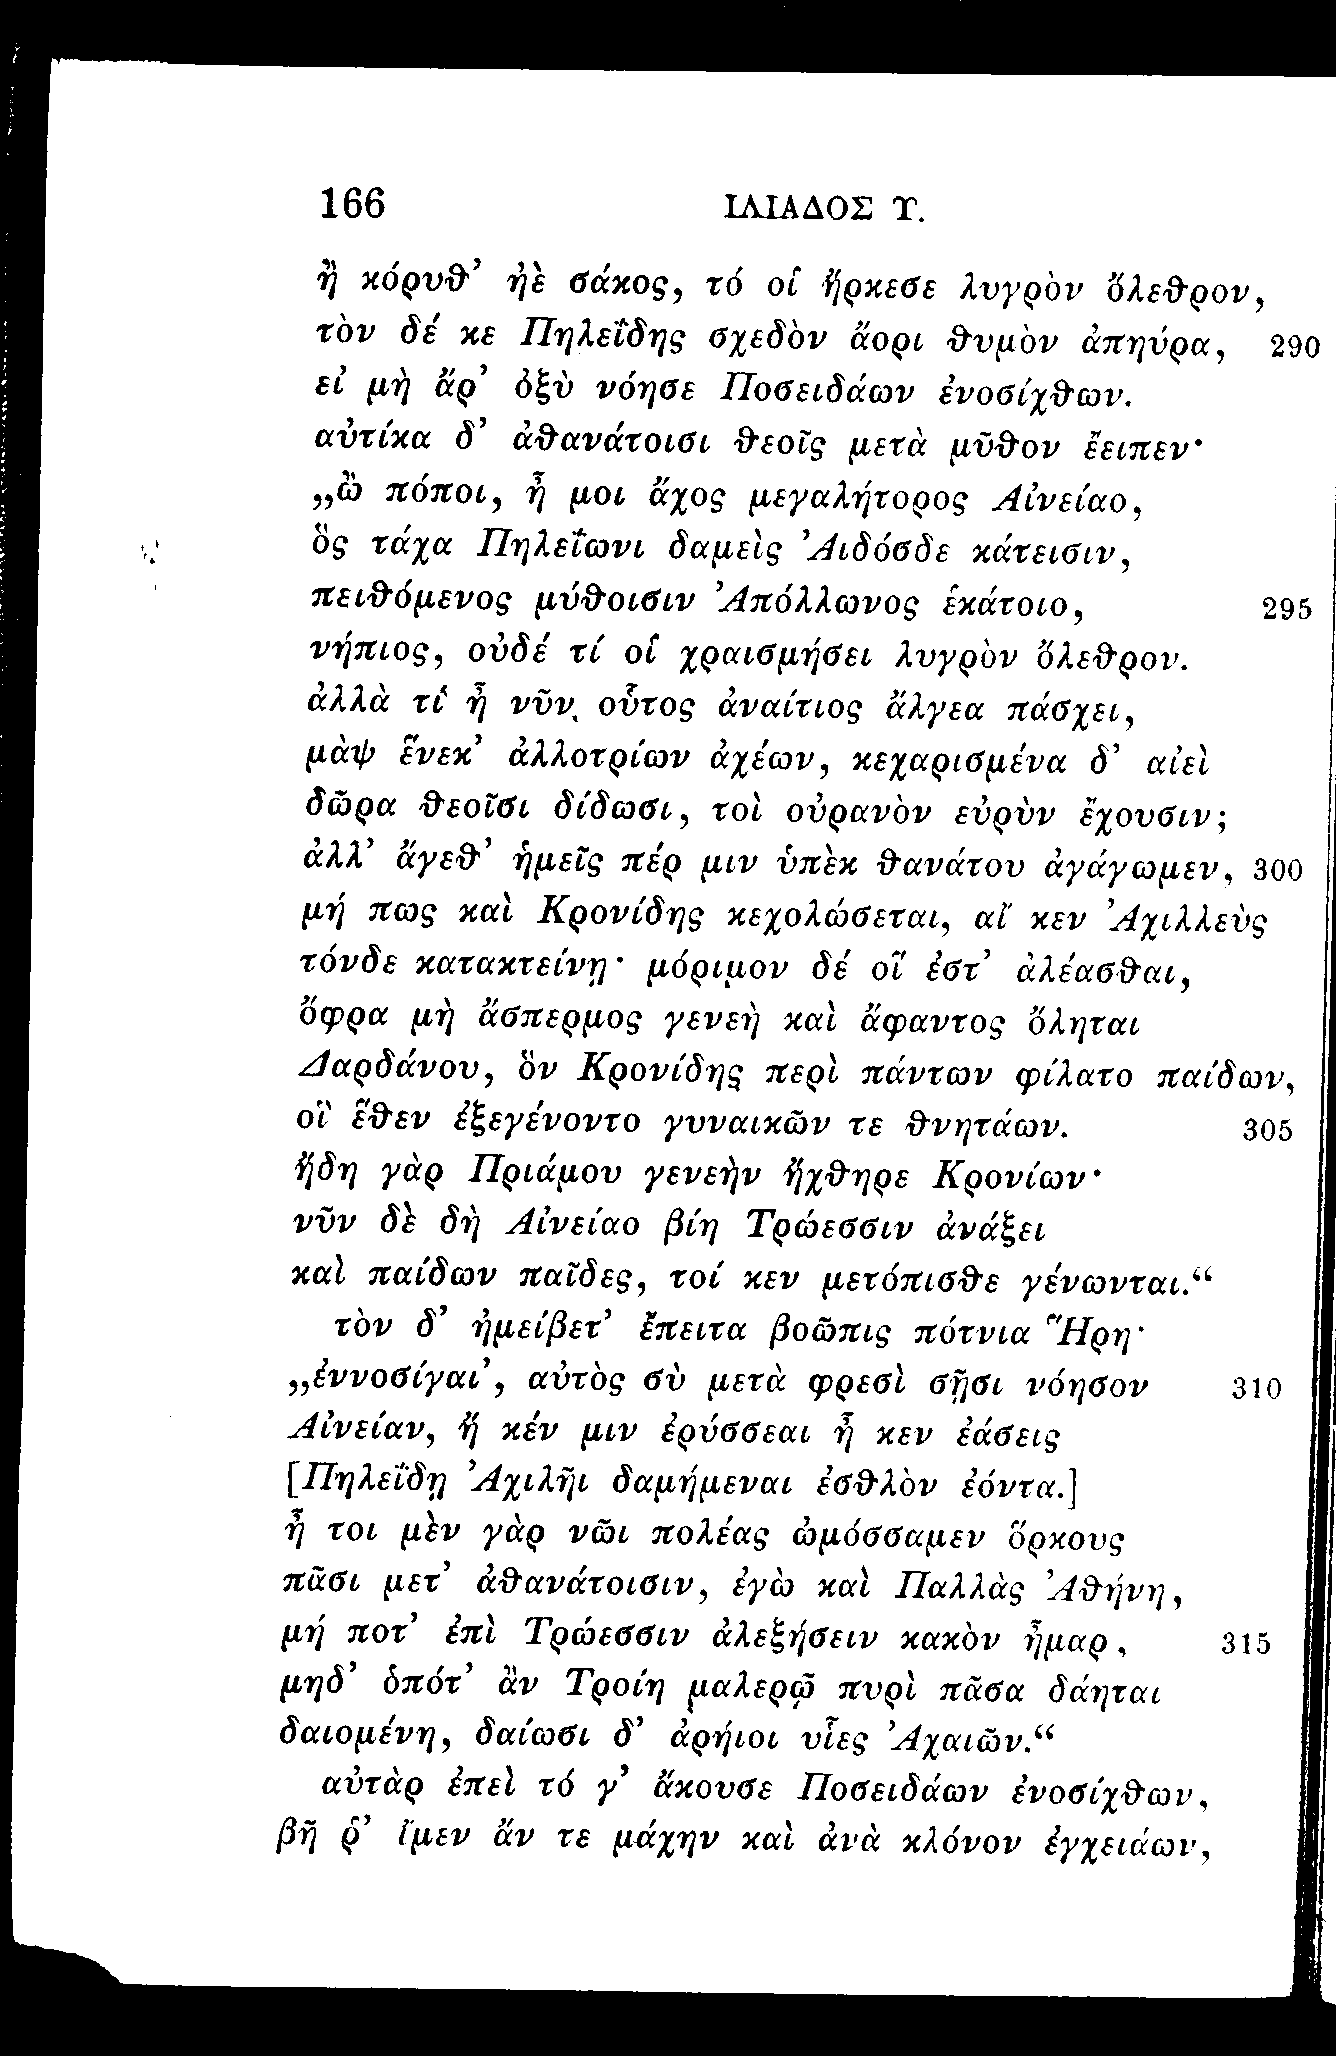 166 ΙΛΙΑΔΟΣ Υ.
ἢ κόρυθ’ ἠὲ σάκος, τό οἱ ἤρκεσε λυγρὸν ὄλεθρον,
τὸν δέ κε Πηλεΐδης σχεδὸν ἄορι θυμὸν ἀπηύρα, 290
εἰ μὴ ἄρ’ ὀξὺ νόησε Ποσειδάων ἐνοσίχθων.
αὐτίκα δ’ ἀθανάτοισι θεοῖς μετὰ μῦθον ἔειπεν·
„ὢ πόποι, ἦ μοι ἄχος μεγαλήτορος Αἰνείαο,
ὃς τάχα Πηλεΐωνι δαμεὶς Ἀιδόσδε κάτεισιν,
πειθόμενος μύθοισιν Ἀπόλλωνος ἑκάτοιο, 295
νήπιος, οὐδέ τί οἱ χραισμήσει λυγρὸν ὄλεθρον.
ἀλλὰ τί ἦ νῦν οὗτος ἀναίτιος ἄλγεα πάσχει,
μὰψ ἕνεκ’ ἀλλοτρίων ἀχέων, κεχαρισμένα δ’ αἰεὶ
δῶρα θεοῖσι δίδωσι, τοὶ οὐρανὸν εὐρὺν ἔχουσιν;
ἀλλ’ ἄγεθ’ ἡμεῖς πέρ μιν ὑπὲκ θανάτου ἀγάγωμεν, 300
μή πως καὶ Κρονίδης κεχολώσεται, αἴ κεν Ἀχιλλεὺς
τόνδε κατακτείνῃ· μόριμον δέ οἵ ἐστ’ ἀλέασθαι,
ὄφρα μὴ ἄσπερμος γενεὴ καὶ ἄφαντος ὄληται
Δαρδάνου, ὃν Κρονίδης περὶ πάντων φίλατο παίδων,
οἳ ἕθεν ἐξεγένοντο γυναικῶν τε θνητάων. 305
ἤδη γὰρ Πριάμου γενεὴν ἤχθηρε Κρονίων·
νῦν δὲ δὴ Αἰνείαο βίη Τρώεσσιν ἀνάξει
καὶ παίδων παῖδες, τοί κεν μετόπισθε γένωνται.“
τὸν δ’ ἠμείβετ’ ἔπειτα βοῶπις πότνια Ἥρη·
„ἐννοσίγαι’, αὐτὸς σὺ μετὰ φρεσὶ σῇσι νόησον 310
Αἰνείαν, ἤ κέν μιν ἐρύσσεαι ἦ κεν ἐάσεις
[Πηλεΐδῃ Ἀχιλῆι δαμήμεναι ἐσθλὸν ἐόντα.]
ἦ τοι μὲν γὰρ νῶι πολέας ὠμόσσαμεν ὅρκους
πᾶσι μετ’ ἀθανάτοισιν, ἐγὼ καὶ Παλλὰς Ἀθήνη,
μή ποτ’ ἐπὶ Τρώεσσιν ἀλεξήσειν κακὸν ἦμαρ, 315
μηδ’ ὁπότ’ ἂν Τροίη μαλερῷ πυρὶ πᾶσα δάηται
δαιομένη, δαίωσι δ’ ἀρήιοι υἷες Ἀχαιῶν.“
αὐτὰρ ἐπεὶ τό γ’ ἄκουσε Ποσειδάων ἐνοσίχθων,
βῆ ῥ’ ἴμεν ἄν τε μάχην καὶ ἀνὰ κλόνον ἐγχειάων,